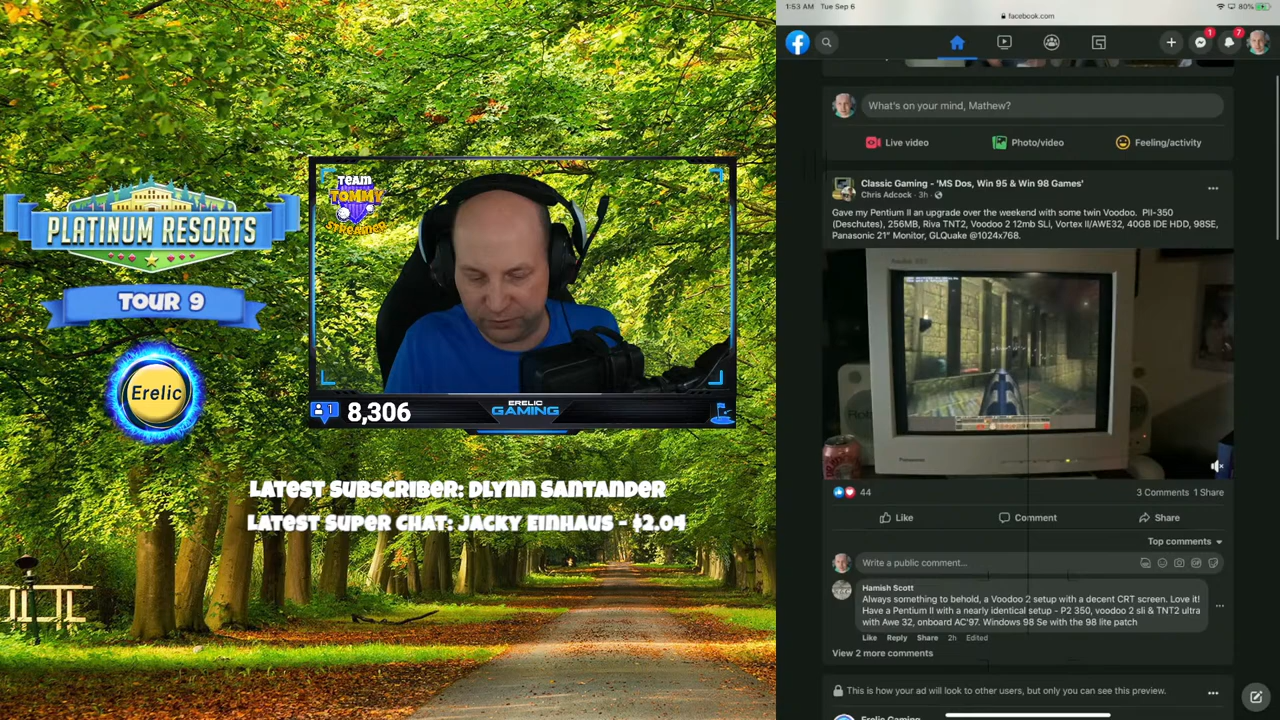 PLATINUM RESORTS
TOUR 9
Erelic
TEAM
TOMMY
STREAMER
1
8,306
ERELIC
GAMING
Latest Subscriber: Dlynn Santander
Latest Super Chat: Jacky Einhaus - $2.04
1:53 AM Tue Sep 6
80%
facebook.com
1
7
What's on your mind, Mathew?
Live video
Photo/video
Feeling/activity
Classic Gaming - 'MS Dos, Win 95 & Win 98 Games'
Chris Adcock · 3h ·
Gave my Pentium II an upgrade over the weekend with some twin Voodoo. PII-350
(Deschutes), 256MB, Riva TNT2, Voodoo 2 12mb SLi, Vortex II/AWE32, 40GB IDE HDD, 98SE,
Panasonic 21" Monitor, GLQuake @1024x768.
Panasonic
44
3 Comments 1 Share
Like
Comment
Share
Top comments
Write a public comment...
Hamish Scott
Always something to behold, a Voodoo 2 setup with a decent CRT screen. Love it!
Have a Pentium II with a nearly identical setup - P2 350, voodoo 2 sli & TNT2 ultra
with Awe 32, onboard AC'97. Windows 98 Se with the 98 lite patch
Like Reply Share 2h Edited
View 2 more comments
This is how your ad will look to other users, but only you can see this preview.
Erelic Gaming